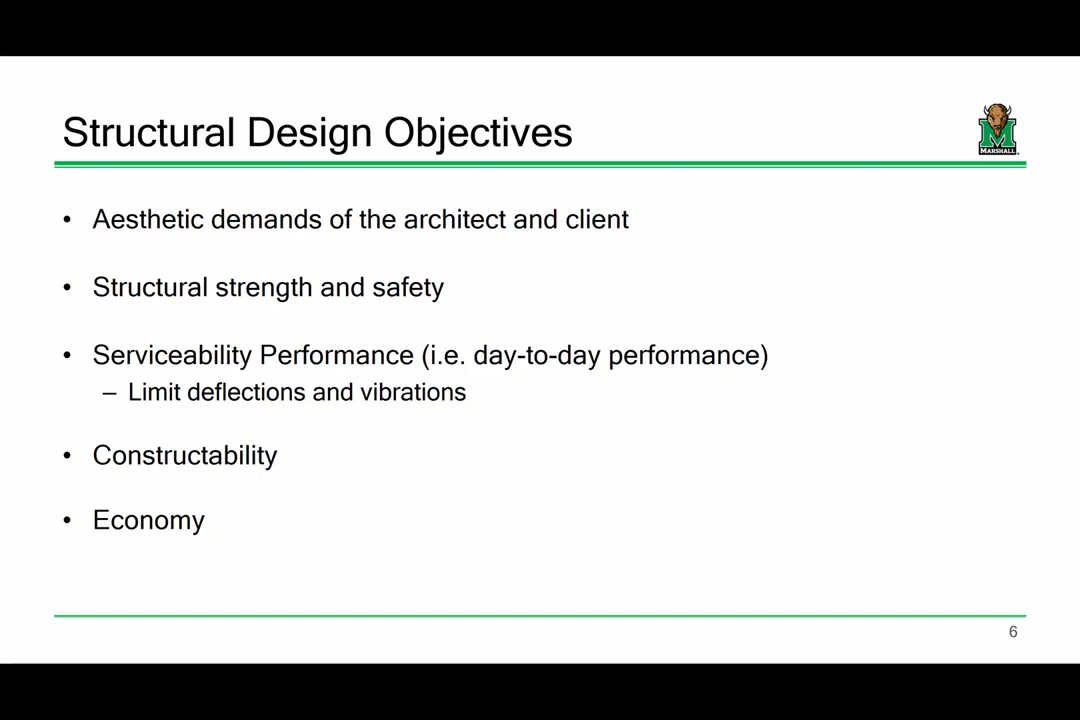 Structural Design Objectives
MARSHALL
• Aesthetic demands of the architect and client
• Structural strength and safety
• Serviceability Performance (i.e. day-to-day performance)
– Limit deflections and vibrations
• Constructability
• Economy
6